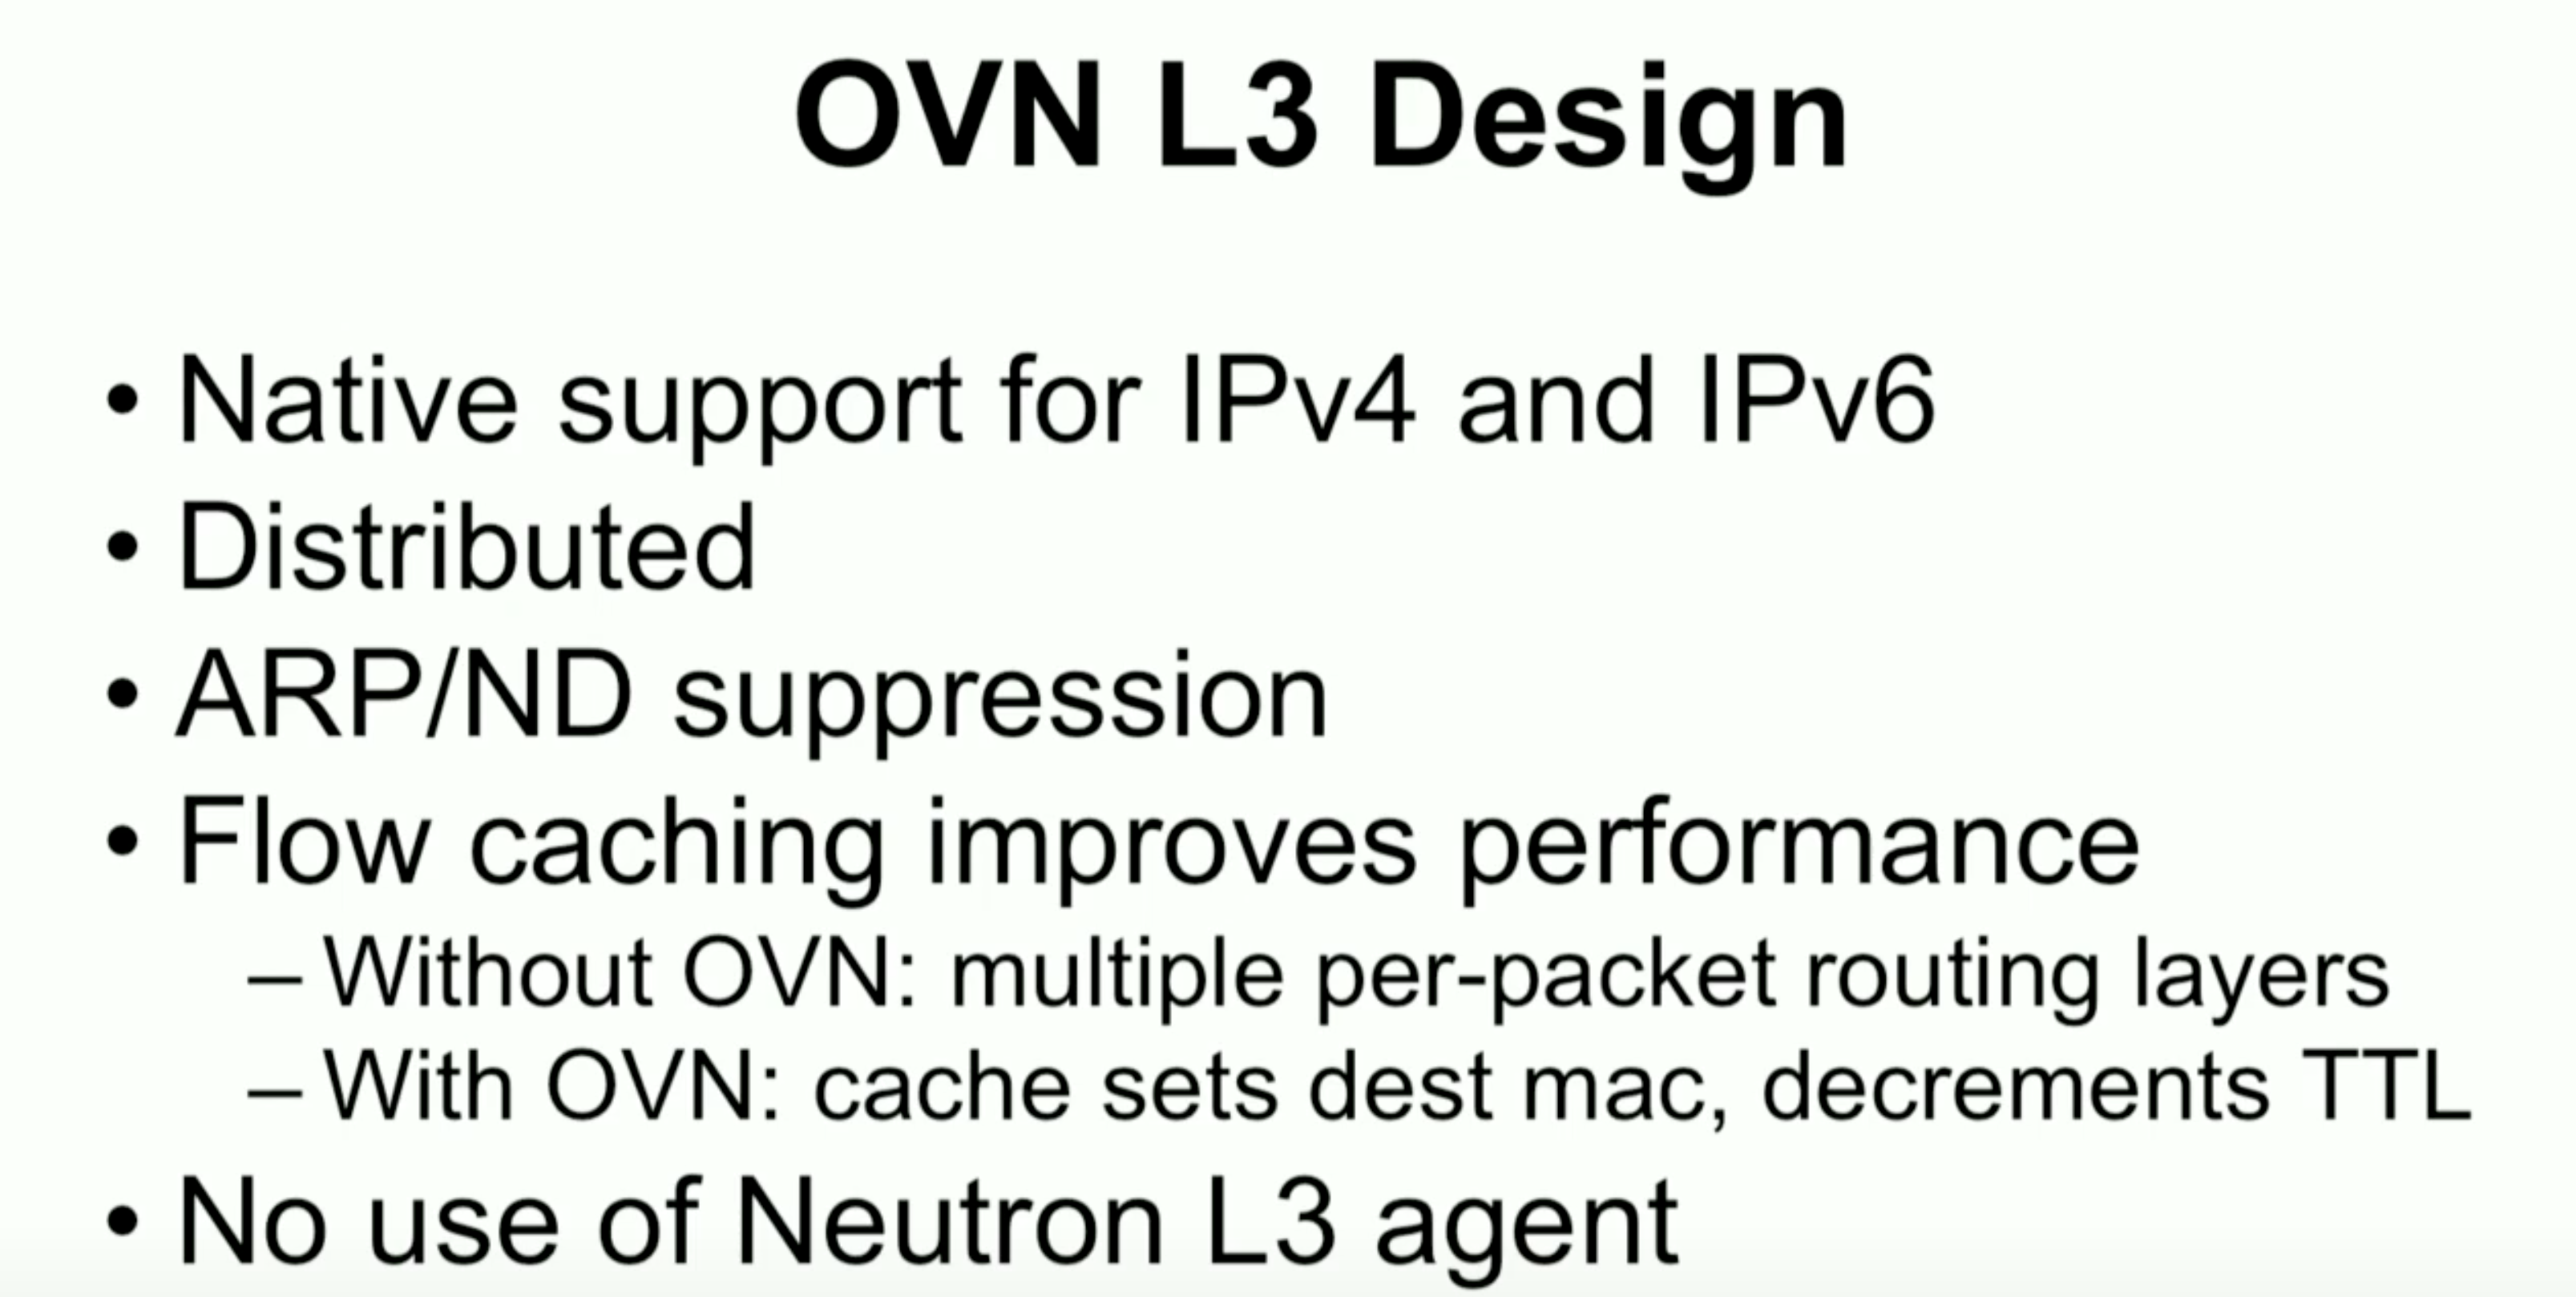 OVN L3 Design
• Native support for IPv4 and IPv6
• Distributed
• ARP/ND suppression
• Flow caching improves performance
– Without OVN: multiple per-packet routing layers
– With OVN: cache sets dest mac, decrements TTL
• No use of Neutron L3 agent